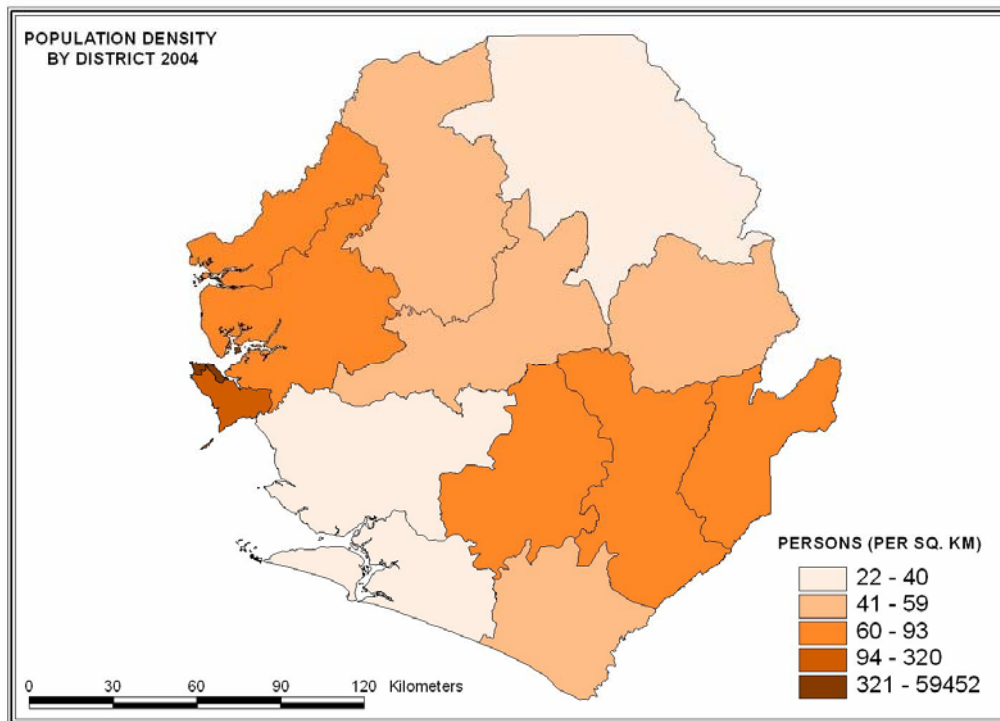 POPULATION DENSITY
BY DISTRICT 2004
PERSONS (PER SQ. KM)
22 - 40
41 - 59
60 - 93
94 - 320
321 - 59452
0 30 60 90 120 Kilometers